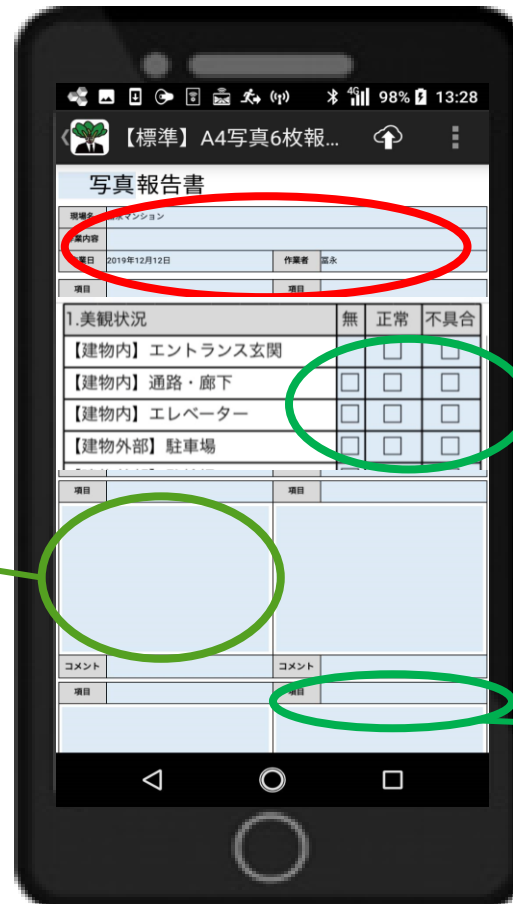 4G 98% 13:28
【標準】A4写真6枚報...
写真報告書
現場名 マンション
業内容
業日 2019年12月12日 作業者 冨永
項目 項目
1.美観状況 無 正常 不具合
【建物内】エントランス玄関
【建物内】通路・廊下
【建物内】エレベーター
【建物外部】駐車場
項目 項目
コメント コメント
項目 項目